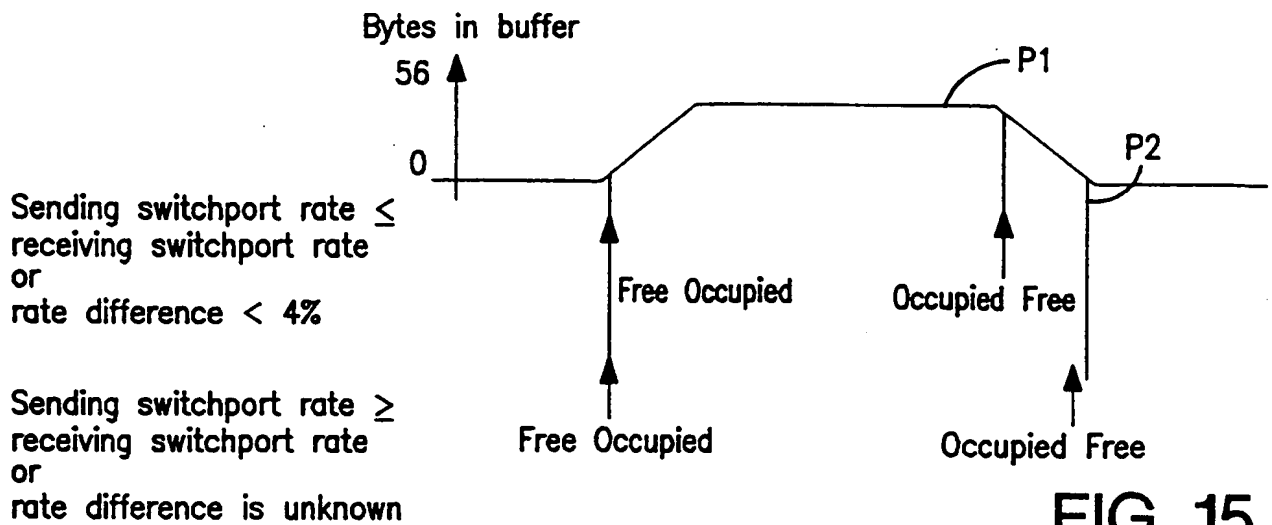 Bytes in buffer
56
P1
0
P2
Sending switchport rate ≤
receiving switchport rate
or
rate difference < 4%
Free Occupied
Occupied Free
Sending switchport rate ≥
receiving switchport rate
or
rate difference is unknown
Free Occupied
Occupied Free
FIG. 15